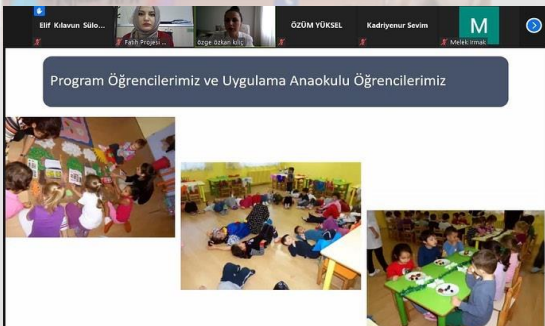 Elif Kılavun Sülo...
Fatih Projesi ...
özge özkan kılıç
ÖZÜM YÜKSEL
Kadriyenur Sevim
M
Melek Irmak
Program Öğrencilerimiz ve Uygulama Anaokulu Öğrencilerimiz